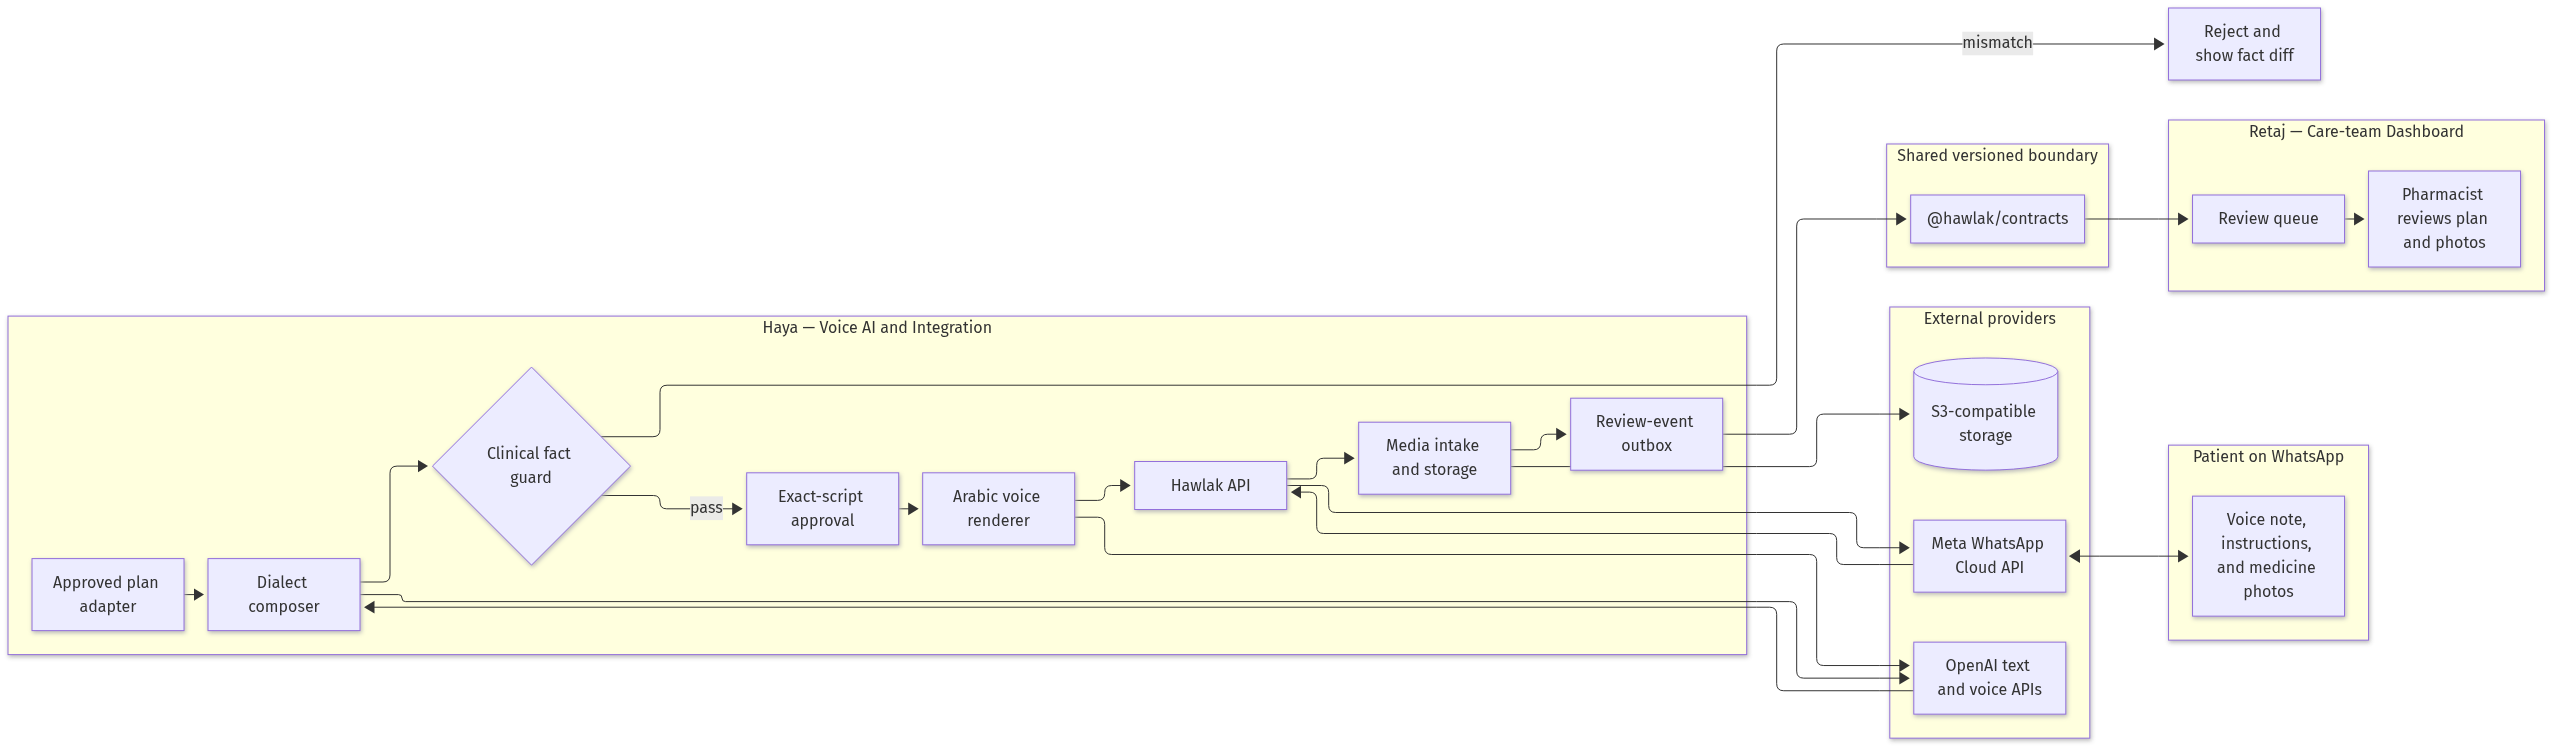 Reject and
show fact diff
mismatch
Retaj — Care-team Dashboard
Shared versioned boundary
@hawlak/contracts
Review queue
Pharmacist
reviews plan
and photos
Haya — Voice AI and Integration
External providers
Clinical fact
guard
pass
Exact-script
approval
Arabic voice
renderer
Hawlak API
Media intake
and storage
Review-event
outbox
S3-compatible
storage
Patient on WhatsApp
Voice note,
instructions,
and medicine
photos
Meta WhatsApp
Cloud API
Approved plan
adapter
Dialect
composer
OpenAI text
and voice APIs